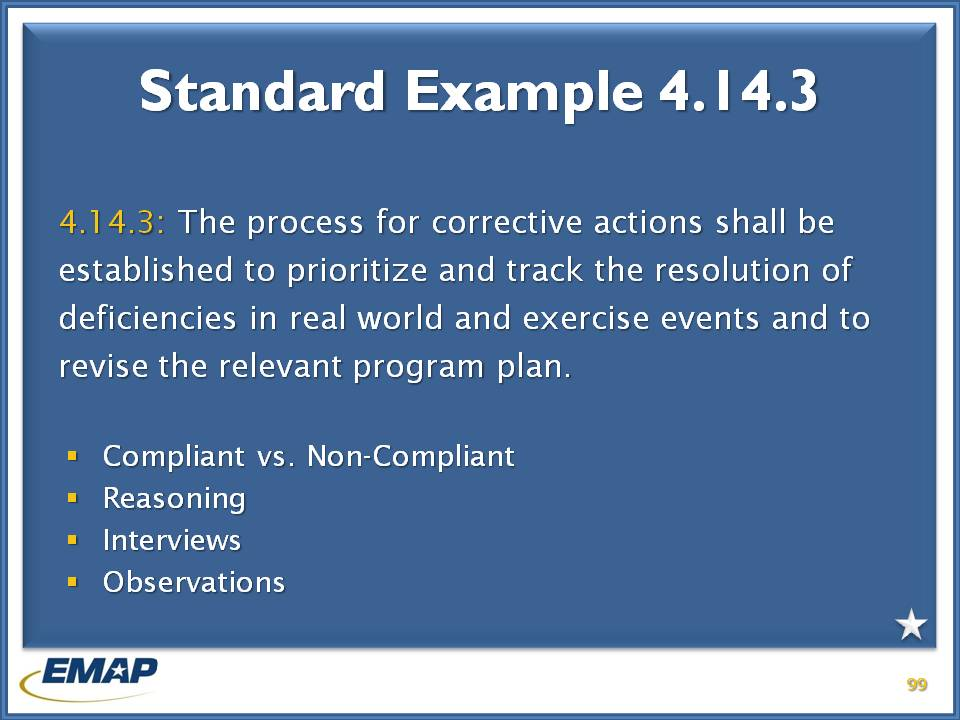 Standard Example 4.14.3
4.14.3: The process for corrective actions shall be
established to prioritize and track the resolution of
deficiencies in real world and exercise events and to
revise the relevant program plan.
▪ Compliant vs. Non-Compliant
▪ Reasoning
▪ Interviews
▪ Observations
EMAP
99